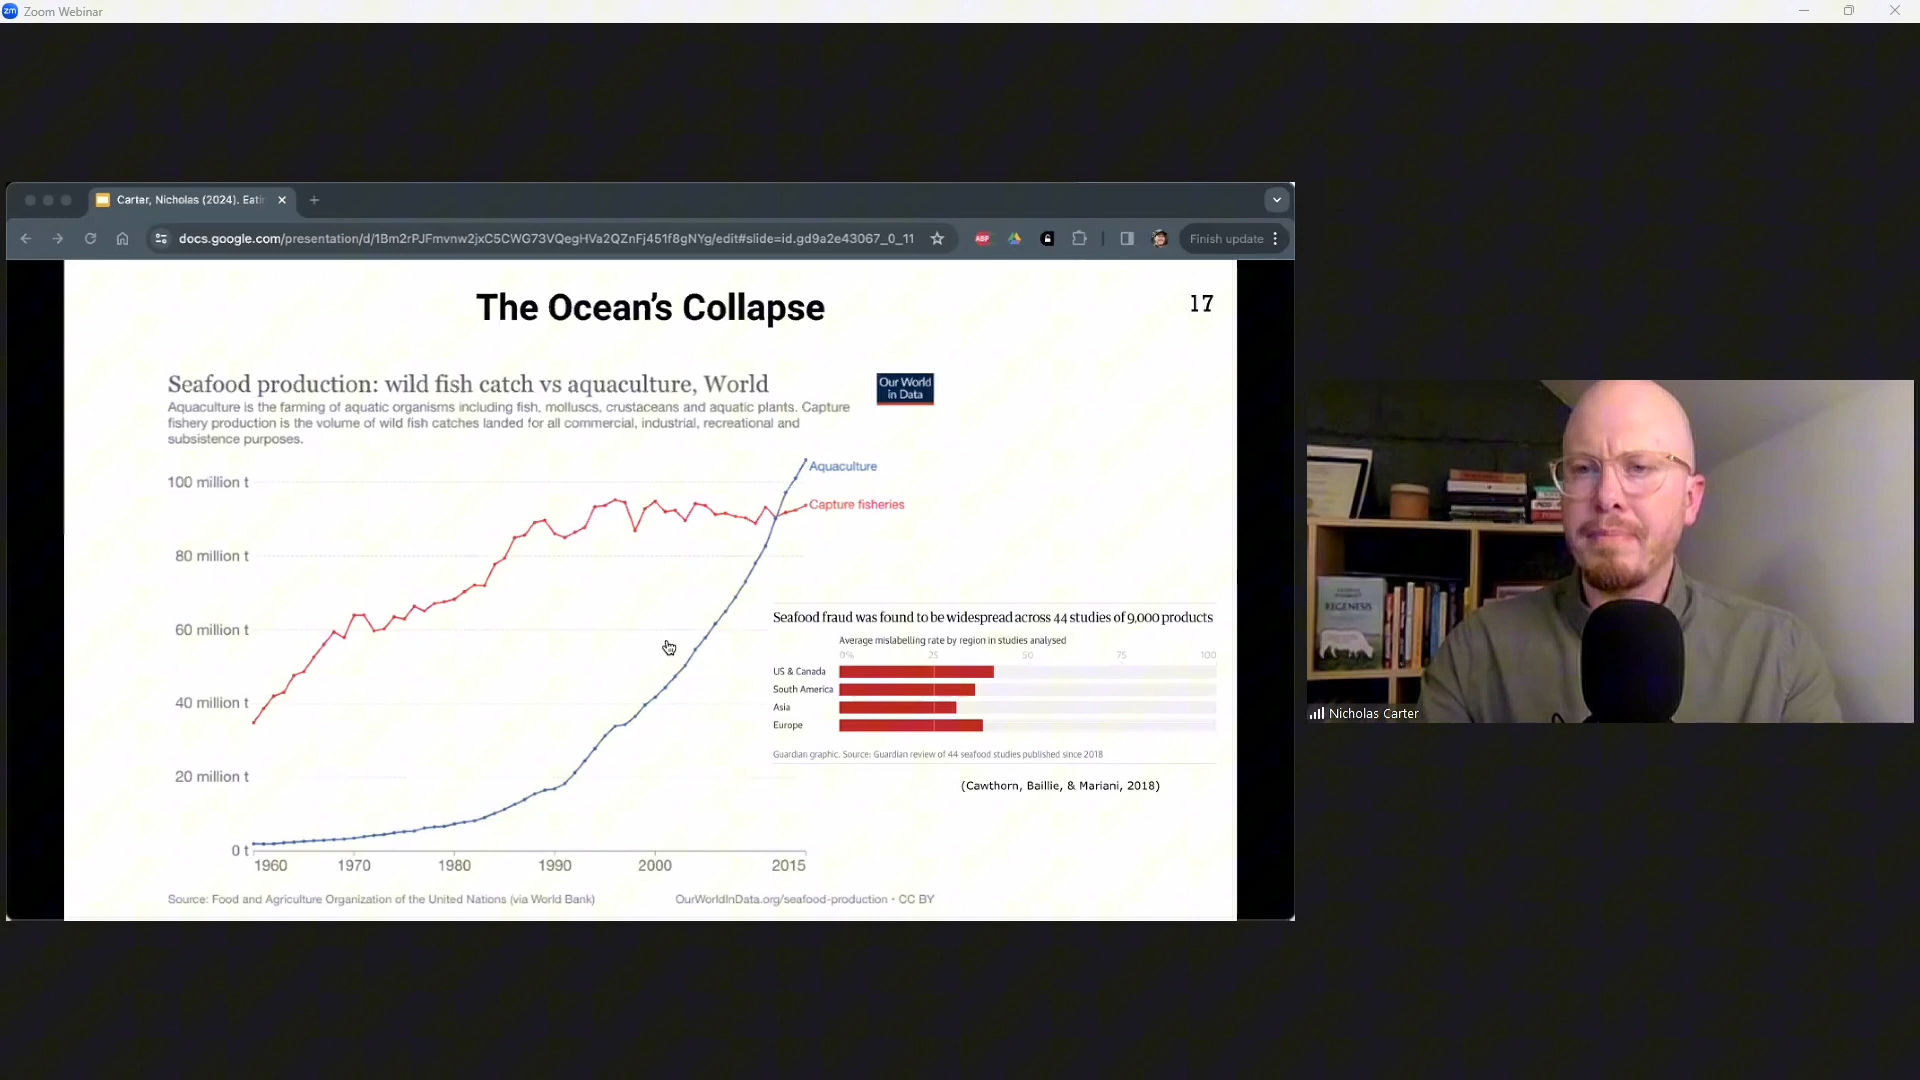 zm Zoom Webinar
Carter, Nicholas (2024). Eati
docs.google.com/presentation/d/1Bm2rPJFmvnw2jxC5CWG73VQegHVa2QZnFj451f8gNYg/edit#slide=id.gd9a2e43067_0_11
ABP
Finish update
The Ocean's Collapse
17
Seafood production: wild fish catch vs aquaculture, World
Our World
in Data
Aquaculture is the farming of aquatic organisms including fish, molluscs, crustaceans and aquatic plants. Capture
fishery production is the volume of wild fish catches landed for all commercial, industrial, recreational and
subsistence purposes.
Aquaculture
Capture fisheries
100 million t
80 million t
60 million t
40 million t
20 million t
0 t
1960 1970 1980 1990 2000 2015
Source: Food and Agriculture Organization of the United Nations (via World Bank)
OurWorldInData.org/seafood-production • CC BY
Seafood fraud was found to be widespread across 44 studies of 9,000 products
Average mislabelling rate by region in studies analysed
0% 25 50 75 100
US & Canada
South America
Asia
Europe
Guardian graphic. Source: Guardian review of 44 seafood studies published since 2018
(Cawthorn, Baillie, & Mariani, 2018)
REGENESIS
Nicholas Carter